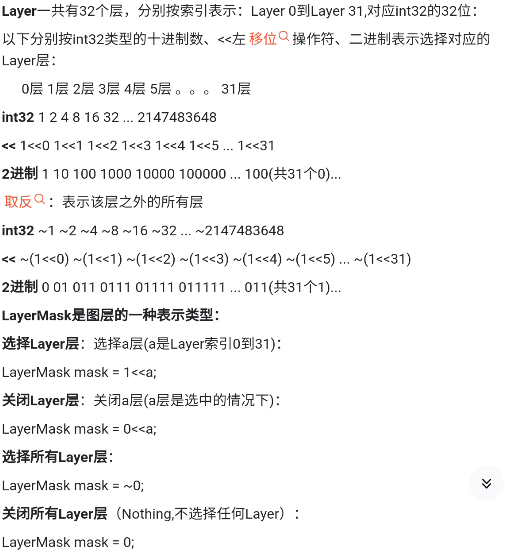 Layer一共有32个层，分别按索引表示：Layer 0到Layer 31,对应int32的32位：
以下分别按int32类型的十进制数、<<左 移位 操作符、二进制表示选择对应的
Layer层：
0层 1层 2层 3层 4层 5层 。。。 31层
int32 1 2 4 8 16 32 ... 2147483648
<< 1<<0 1<<1 1<<2 1<<3 1<<4 1<<5 ... 1<<31
2进制 1 10 100 1000 10000 100000 ... 100(共31个0)...
取反 ：表示该层之外的所有层
int32 ~1 ~2 ~4 ~8 ~16 ~32 ... ~2147483648
<< ~(1<<0) ~(1<<1) ~(1<<2) ~(1<<3) ~(1<<4) ~(1<<5) ... ~(1<<31)
2进制 0 01 011 0111 01111 011111 ... 011(共31个1)...
LayerMask是图层的一种表示类型：
选择Layer层：选择a层(a是Layer索引0到31)：
LayerMask mask = 1<<a;
关闭Layer层：关闭a层(a层是选中的情况下)：
LayerMask mask = 0<<a;
选择所有Layer层：
LayerMask mask = ~0;
关闭所有Layer层（Nothing,不选择任何Layer）：
LayerMask mask = 0;